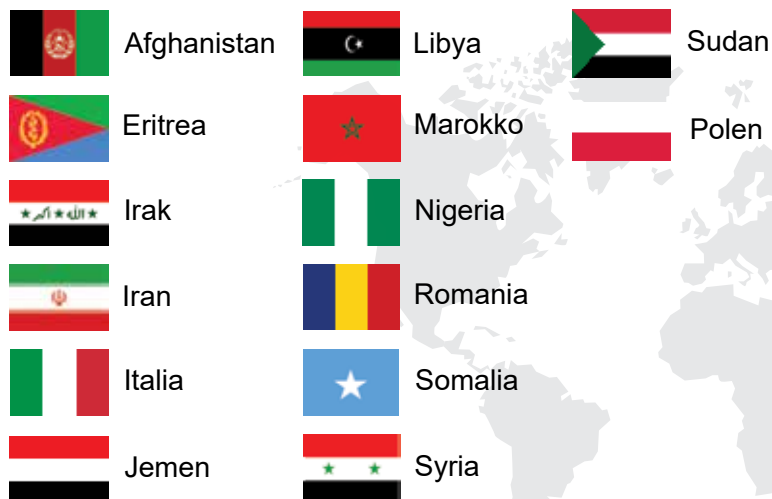 Afghanistan
Eritrea
Irak
Iran
Italia
Jemen
Libya
Marokko
Nigeria
Romania
Somalia
Syria
Sudan
Polen